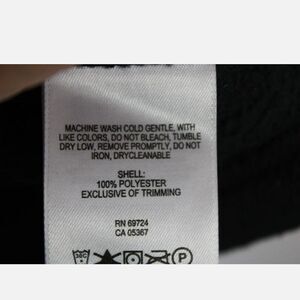 MACHINE WASH COLD GENTLE, WITH
LIKE COLORS, DO NOT BLEACH, TUMBLE
DRY LOW, REMOVE PROMPTLY, DO NOT
IRON, DRYCLEANABLE
SHELL:
100% POLYESTER
EXCLUSIVE OF TRIMMING
RN 69724
CA 05367
30C P